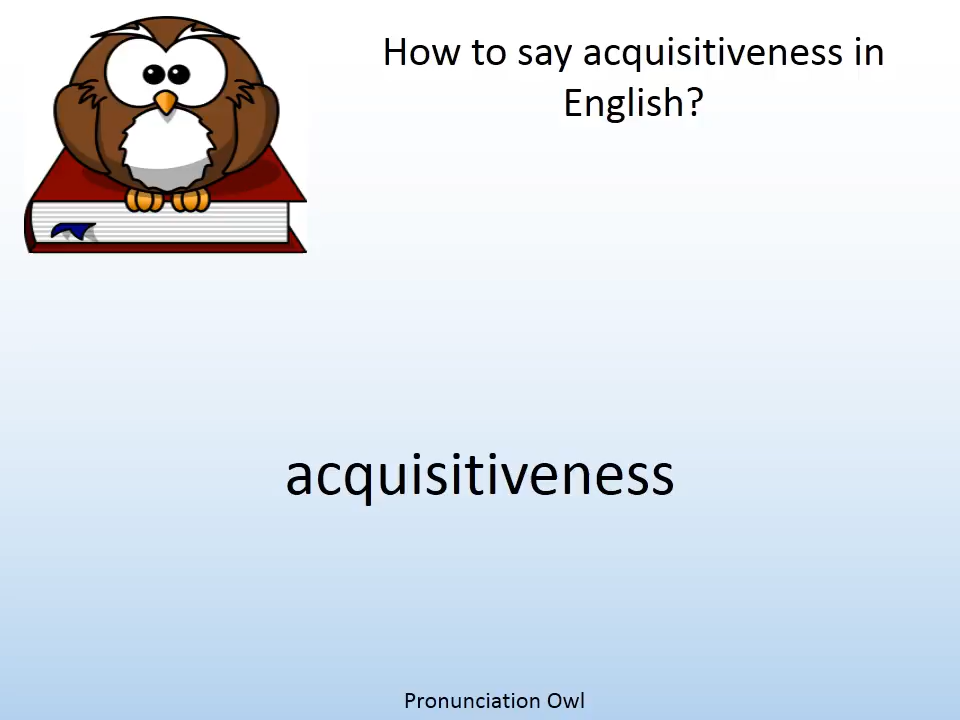 How to say acquisitiveness in
English?
acquisitiveness
Pronunciation Owl